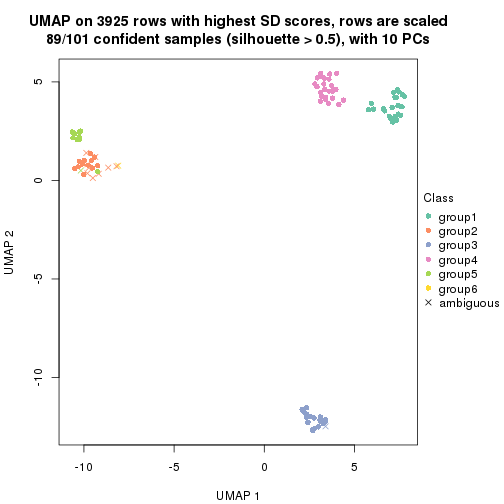 UMAP on 3925 rows with highest SD scores, rows are scaled
89/101 confident samples (silhouette > 0.5), with 10 PCs
5
0
-5
-10
UMAP 2
-10
-5
0
5
UMAP 1
Class
group1
group2
group3
group4
group5
group6
ambiguous